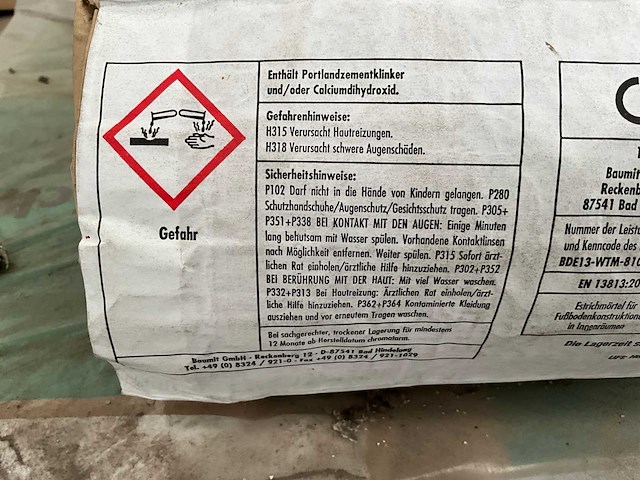 Enthält Portlandzementklinker
und/oder Calciumdihydroxid.
Gefahrenhinweise:
H315 Verursacht Hautreizungen.
H318 Verursacht schwere Augenschäden.
Sicherheitshinweise:
P102 Darf nicht in die Hände von Kindern gelangen. P280
Schutzhandschuhe/Augenschutz/Gesichtsschutz tragen. P305+
P351+P338 BEI KONTAKT MIT DEN AUGEN: Einige Minuten
lang behutsam mit Wasser spülen. Vorhandene Kontaktlinsen
nach Möglichkeit entfernen. Weiter spülen. P315 Sofort ärzt-
lichen Rat einholen/ärztliche Hilfe hinzuziehen. P302+P352
BEI BERÜHRUNG MIT DER HAUT: Mit viel Wasser waschen.
P332+P313 Bei Hautreizung: Ärztlichen Rat einholen/ärzt-
liche Hilfe hinzuziehen. P362+P364 Kontaminierte Kleidung
ausziehen und vor erneutem Tragen waschen.
Bei sachgerechter, trockener Lagerung für mindestens
12 Monate ab Herstelldatum chromatarm.
Gefahr
Baumit GmbH - Reckenberg 12 - D-87541 Bad Hindelang
Tel. +49 (0) 8324 / 921-0 - Fax +49 (0) 8324 / 921-1029
Baumit
Reckenb
87541 Bad
Nummer der Leistu
und Kenncode des
BDE13-WTM-810
EN 13813:20
Estrichmörtel für
Fußbodenkonstruktion
in Innenräumen
Die Lagerzeit s